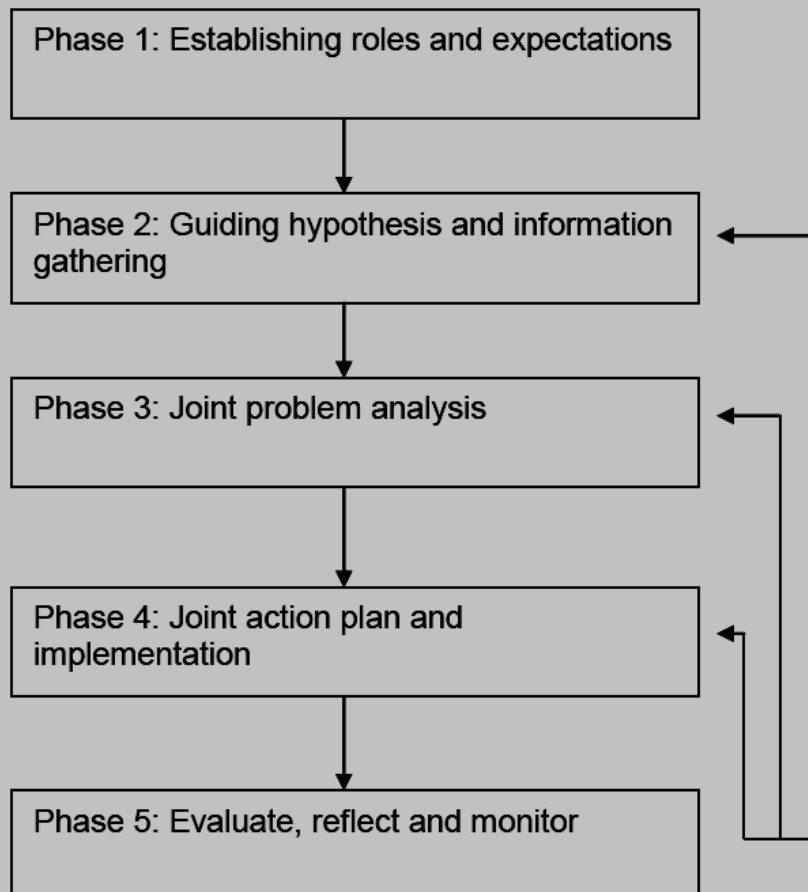 Phase 1: Establishing roles and expectations
Phase 2: Guiding hypothesis and information
gathering
Phase 3: Joint problem analysis
Phase 4: Joint action plan and
implementation
Phase 5: Evaluate, reflect and monitor